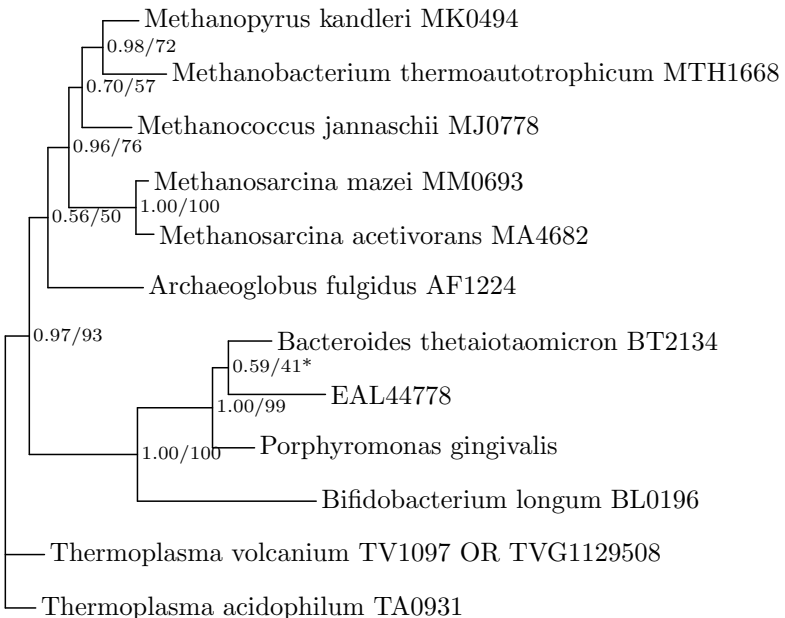 Methanopyrus kandleri MK0494
0.98/72
Methanobacterium thermoautotrophicum MTH1668
0.70/57
Methanococcus jannaschii MJ0778
0.96/76
Methanosarcina mazei MM0693
1.00/100
0.56/50
Methanosarcina acetivorans MA4682
Archaeoglobus fulgidus AF1224
0.97/93
Bacteroides thetaiotaomicron BT2134
0.59/41*
EAL44778
1.00/99
Porphyromonas gingivalis
1.00/100
Bifidobacterium longum BL0196
Thermoplasma volcanium TV1097 OR TVG1129508
Thermoplasma acidophilum TA0931